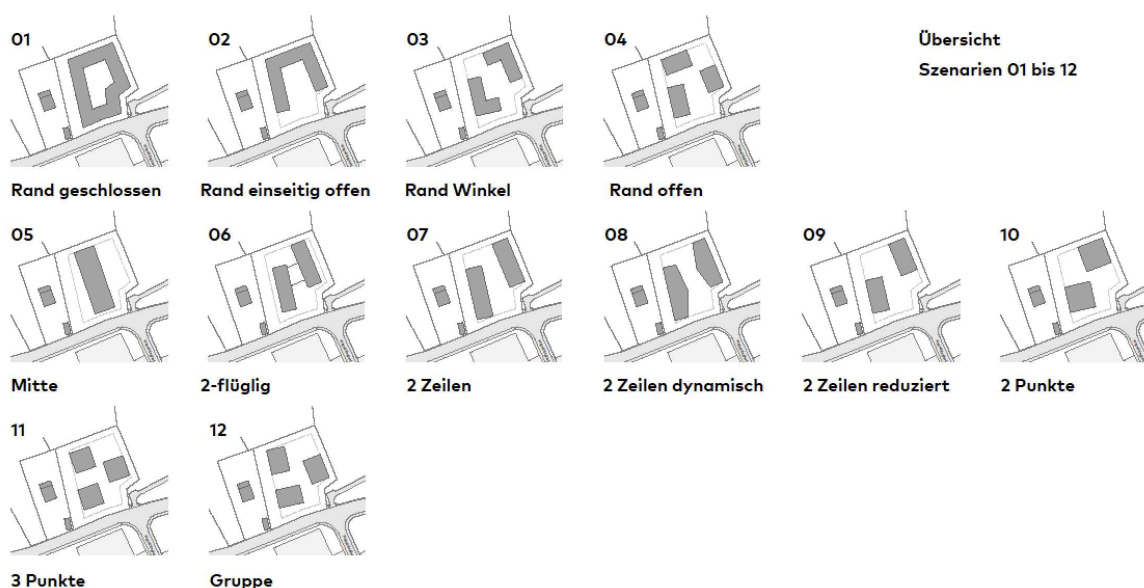 01
02
03
04
Übersicht
Szenarien 01 bis 12
Rand geschlossen
Rand einseitig offen
Rand Winkel
Rand offen
05
06
07
08
09
10
Mitte
2-flüglig
2 Zeilen
2 Zeilen dynamisch
2 Zeilen reduziert
2 Punkte
11
12
3 Punkte
Gruppe